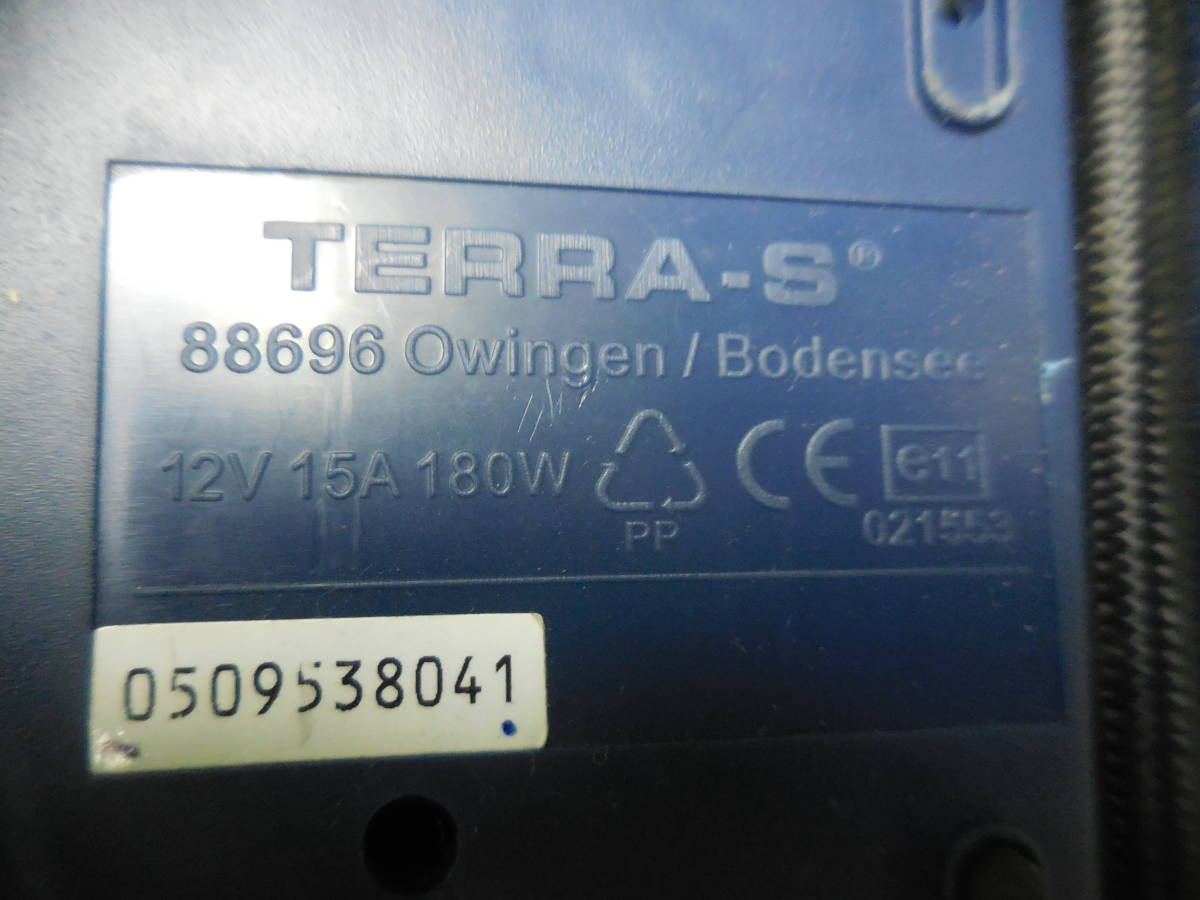 TERRA-S®
88696 Owingen / Bodensee
12V 15A 180W CE e11
PP 021553
0509538041